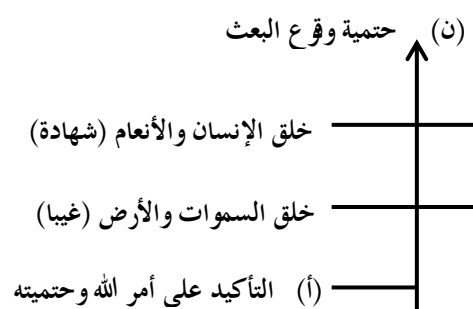 (ن) حتمية وقوع البعث
خلق الإنسان والأنعام (شهادة)
خلق السموات والأرض (غيبا)
(أ) التأكيد على أمر الله وحتميته